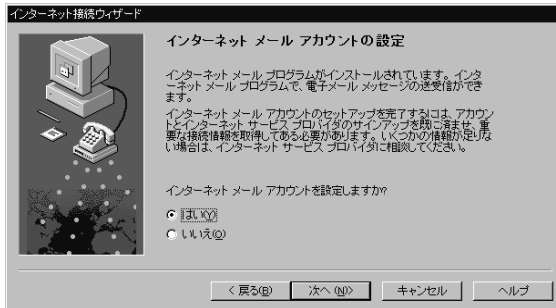 インターネット接続ウィザード
インターネット メール アカウントの設定
インターネット メール プログラムがインストールされています。インタ
ーネット メール プログラムで、電子メール メッセージの送受信ができ
ます。
インターネット メール アカウントのセットアップを完了するには、アカウン
トとインターネット サービス プロバイダのサインアップを既に済ませ、重
要な接続情報を取得してある必要があります。いくつかの情報が足りな
い場合は、インターネット サービス プロバイダに相談してください。
インターネット メール アカウントを設定しますか?
はい(Y)
いいえ(O)
< 戻る(B)
次へ (N)>
キャンセル
ヘルプ